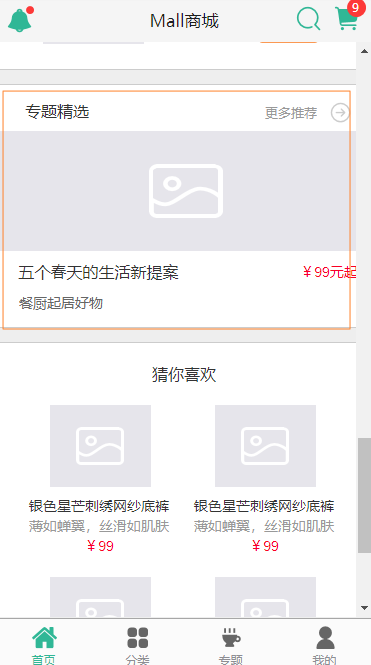 Mall商城
9
专题精选
更多推荐
五个春天的生活新提案
￥99元起
餐厨起居好物
猜你喜欢
银色星芒刺绣网纱底裤
银色星芒刺绣网纱底裤
薄如蝉翼，丝滑如肌肤
薄如蝉翼，丝滑如肌肤
￥99
￥99
首页
分类
专题
我的